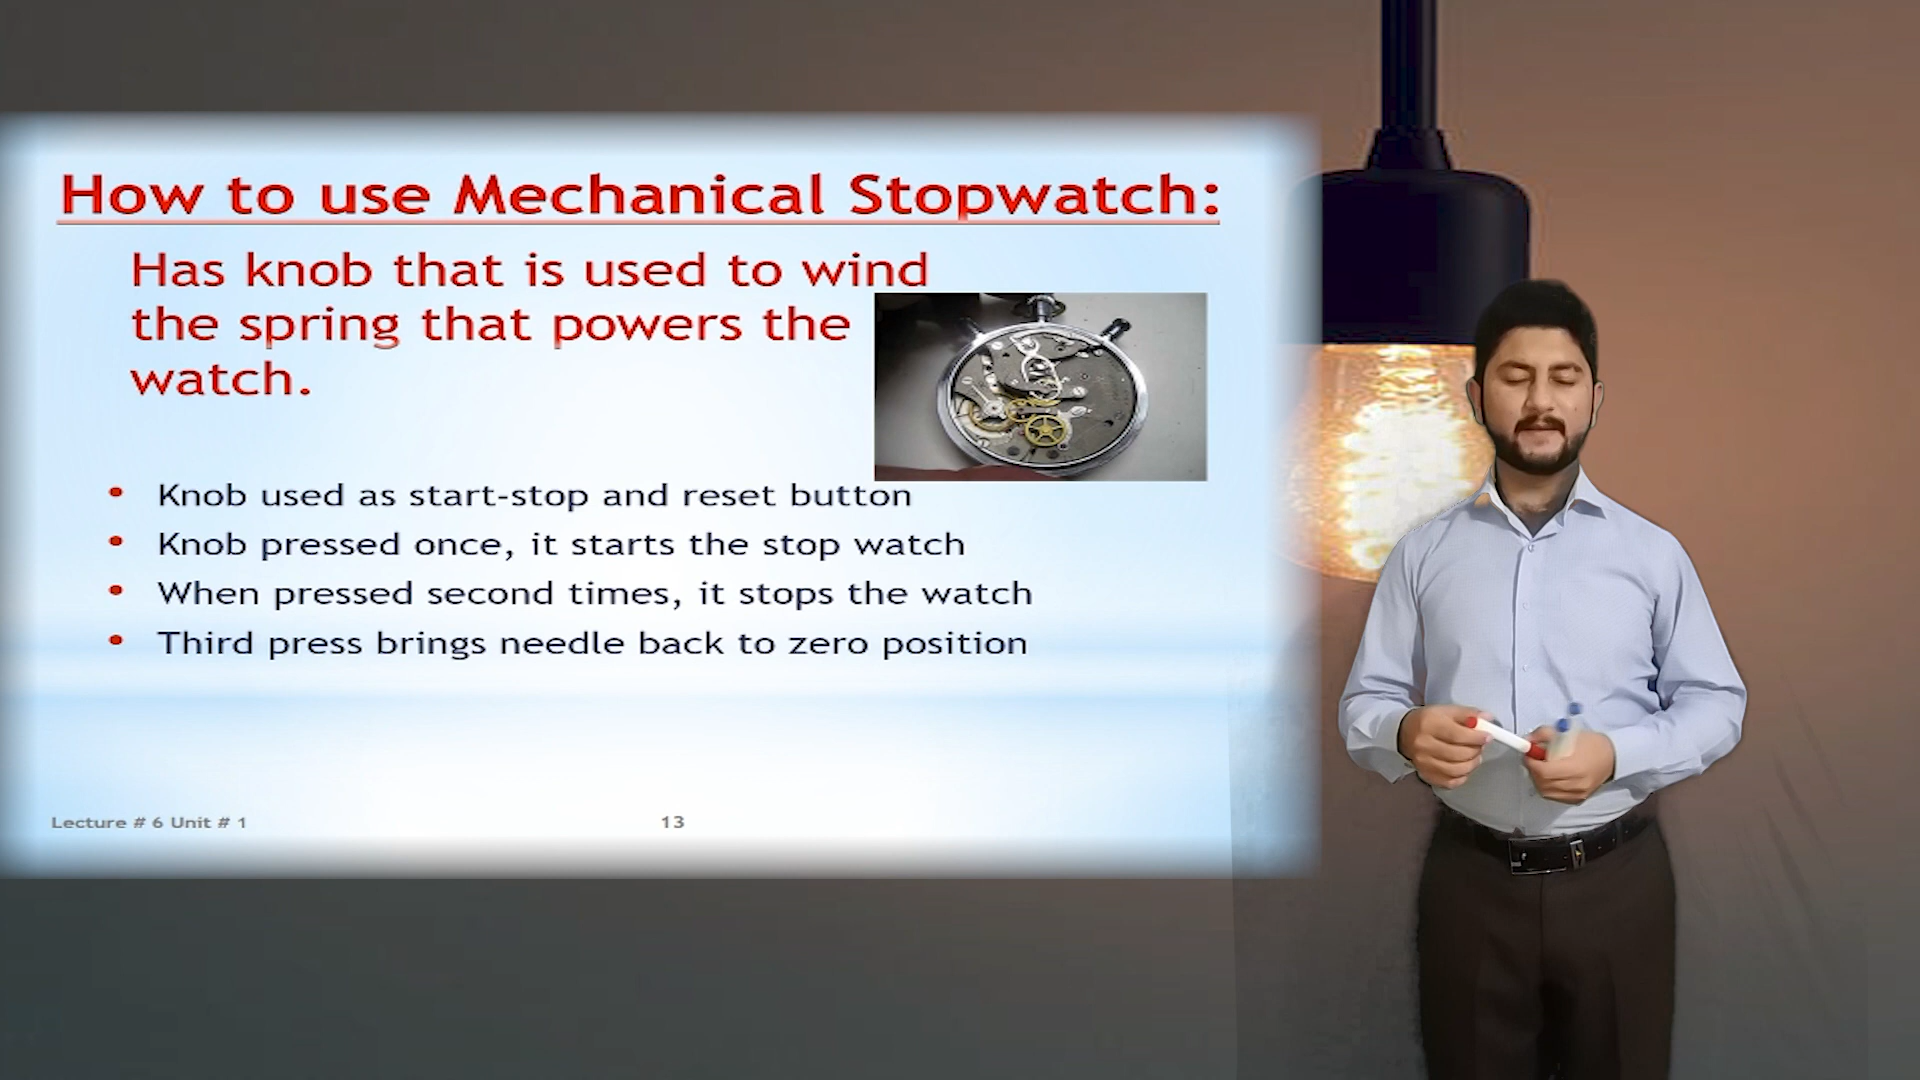 How to use Mechanical Stopwatch:
Has knob that is used to wind
the spring that powers the
watch.
• Knob used as start-stop and reset button
• Knob pressed once, it starts the stop watch
• When pressed second times, it stops the watch
• Third press brings needle back to zero position
Lecture # 6 Unit # 1
13